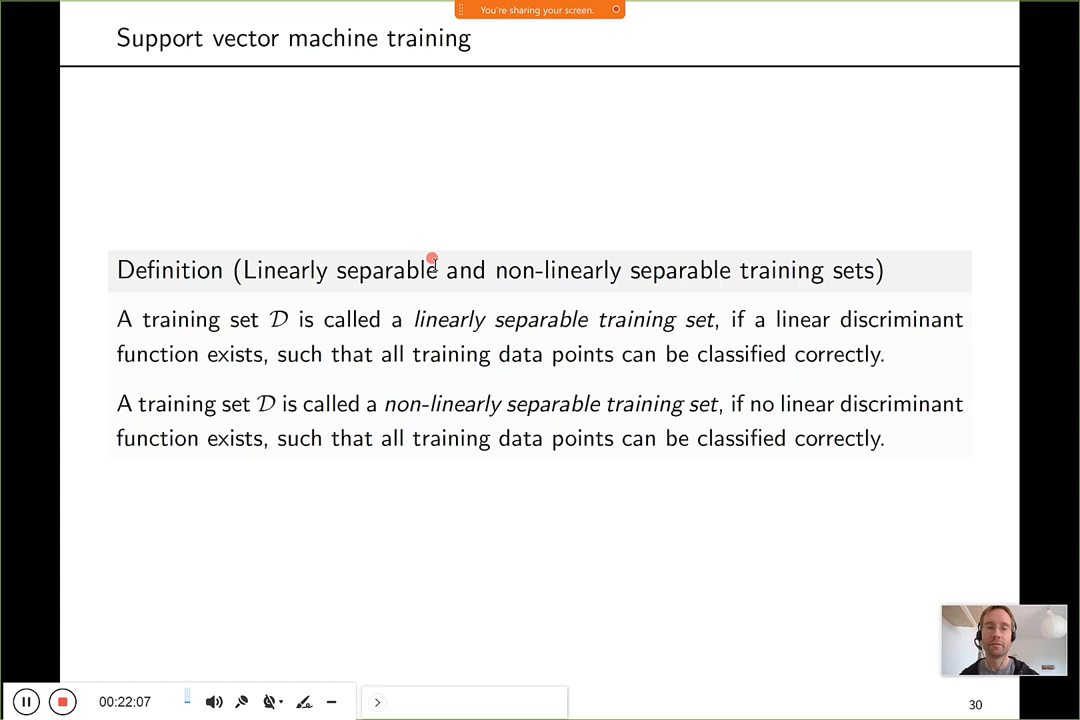 You're sharing your screen.
Support vector machine training
Definition (Linearly separable and non-linearly separable training sets)
A training set 𝒟 is called a linearly separable training set, if a linear discriminant
function exists, such that all training data points can be classified correctly.
A training set 𝒟 is called a non-linearly separable training set, if no linear discriminant
function exists, such that all training data points can be classified correctly.
00:22:07
30